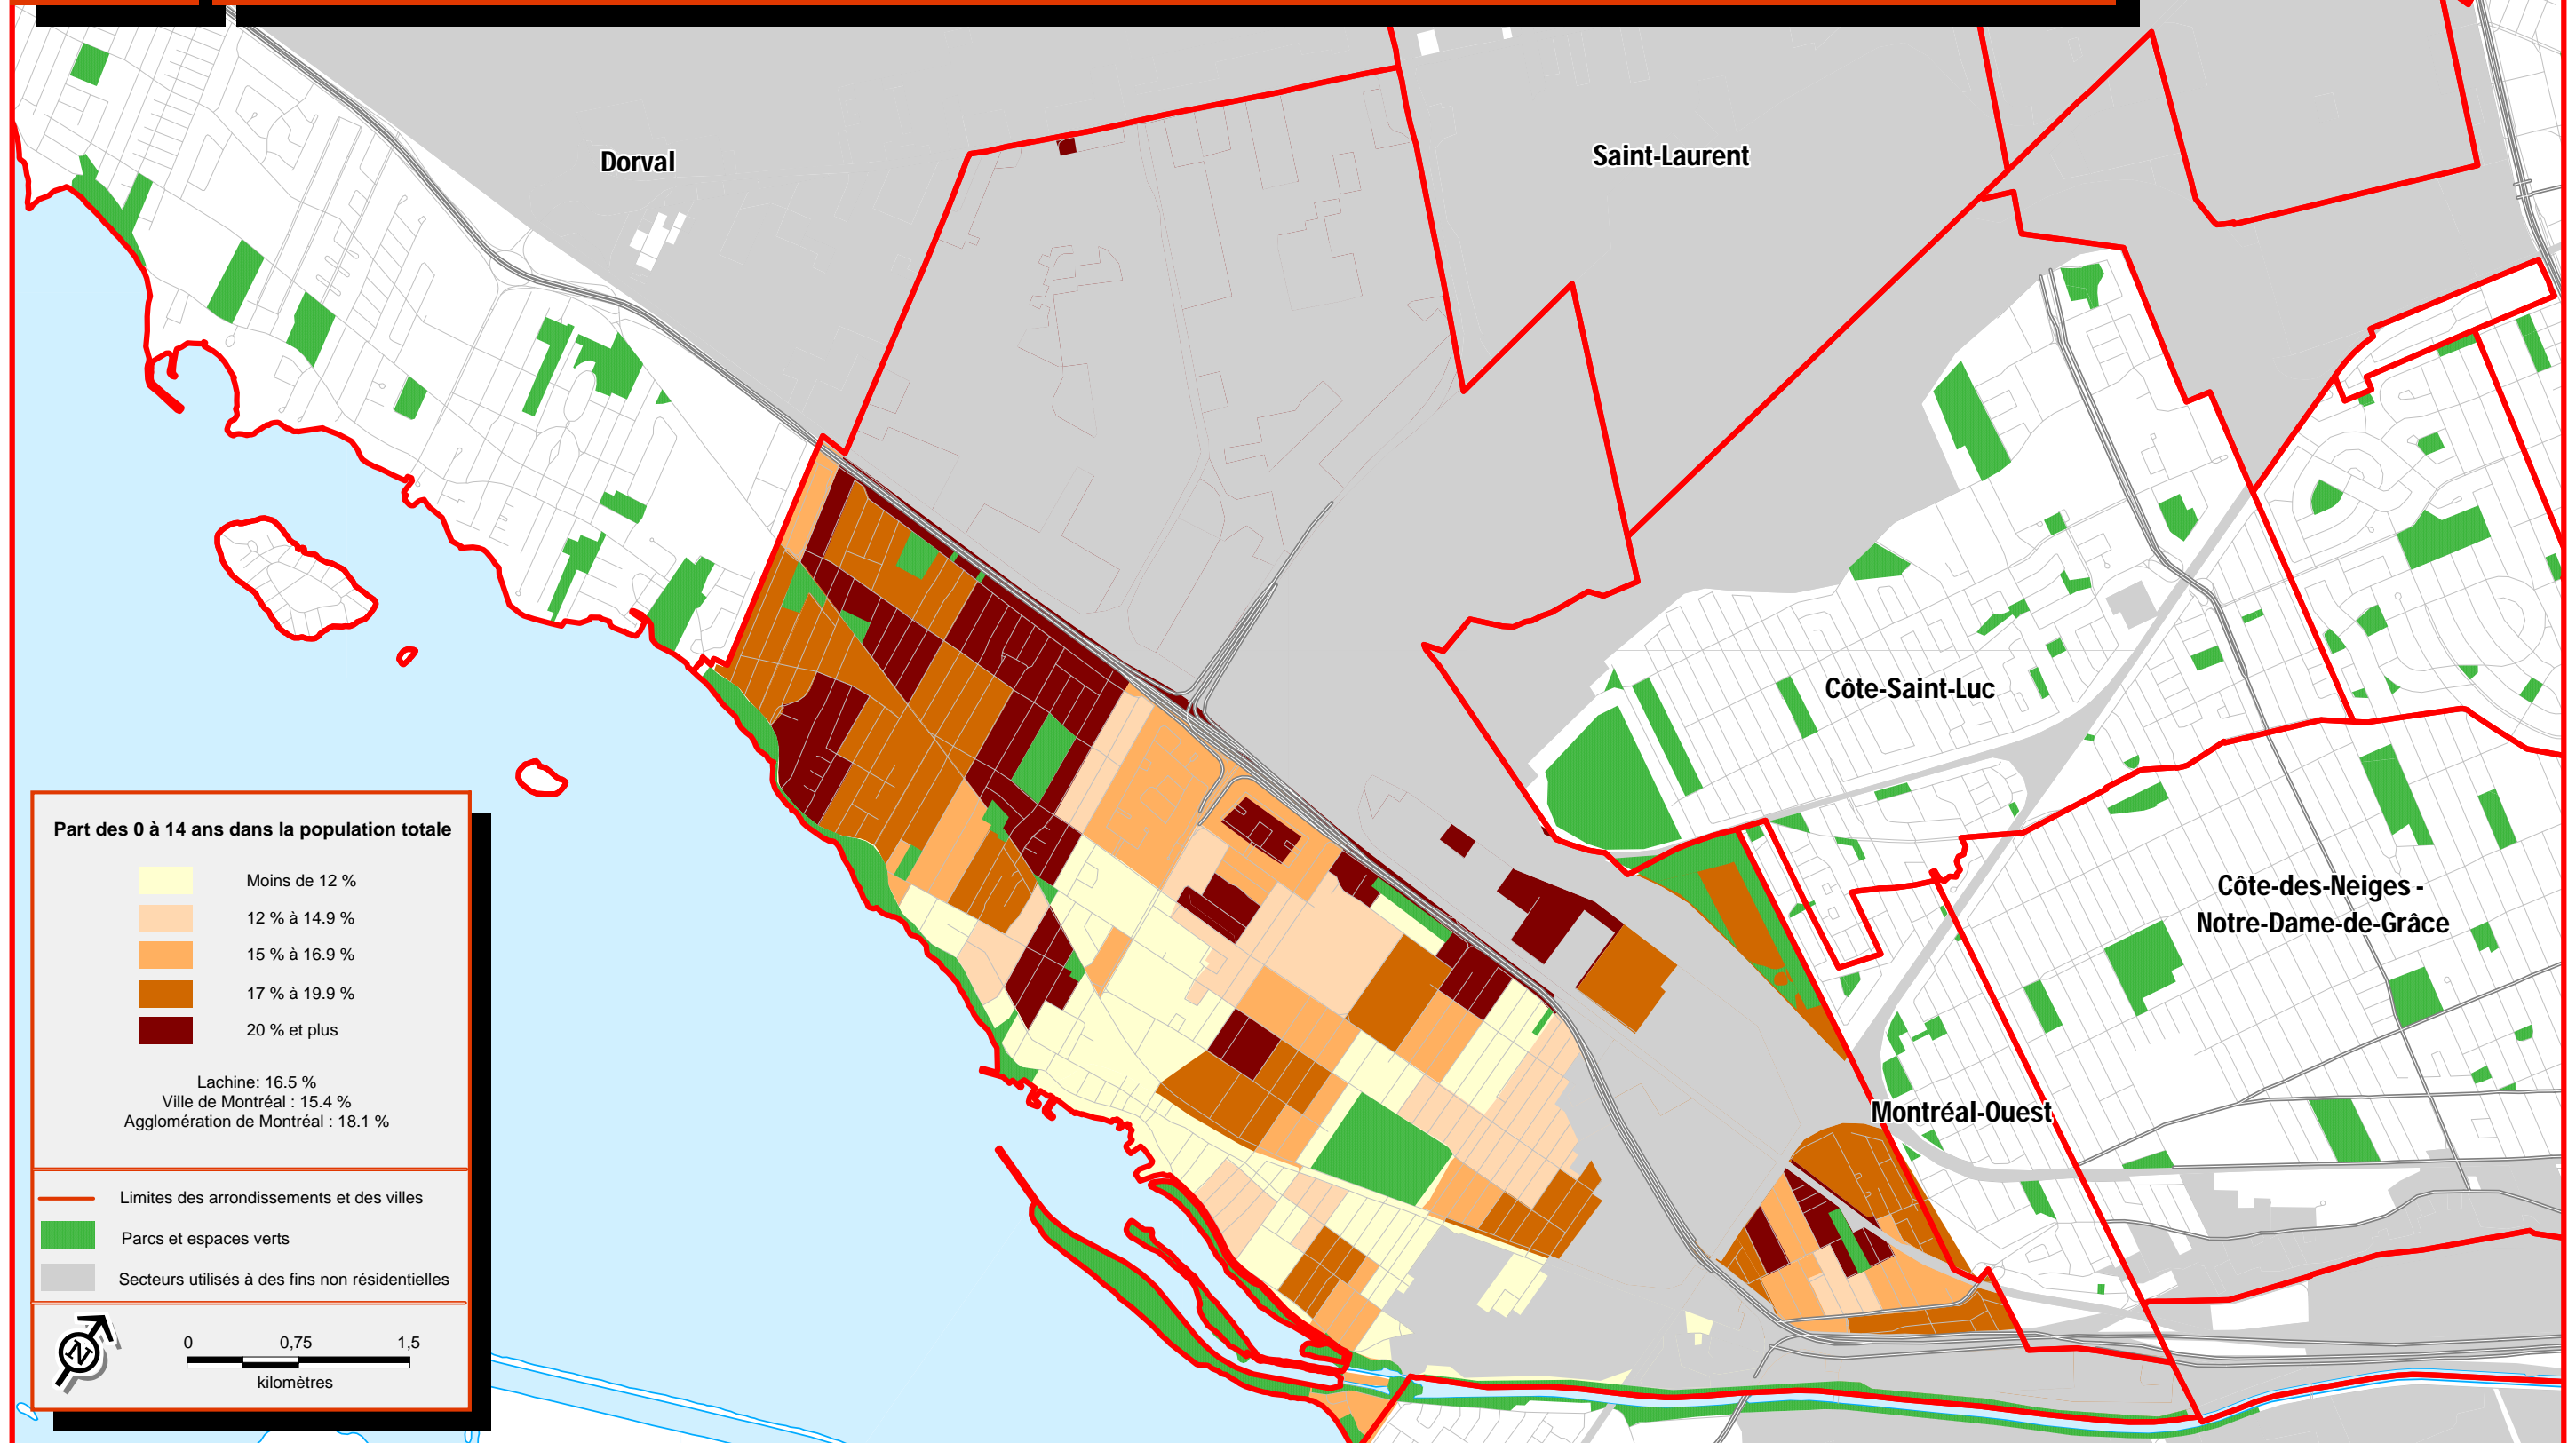 Dorval
Saint-Laurent
Côte-Saint-Luc
Côte-des-Neiges -
Notre-Dame-de-Grâce
Montréal-Ouest
Part des 0 à 14 ans dans la population totale
Moins de 12 %
12 % à 14.9 %
15 % à 16.9 %
17 % à 19.9 %
20 % et plus
Lachine: 16.5 %
Ville de Montréal : 15.4 %
Agglomération de Montréal : 18.1 %
Limites des arrondissements et des villes
Parcs et espaces verts
Secteurs utilisés à des fins non résidentielles
N
0 0,75 1,5
kilomètres